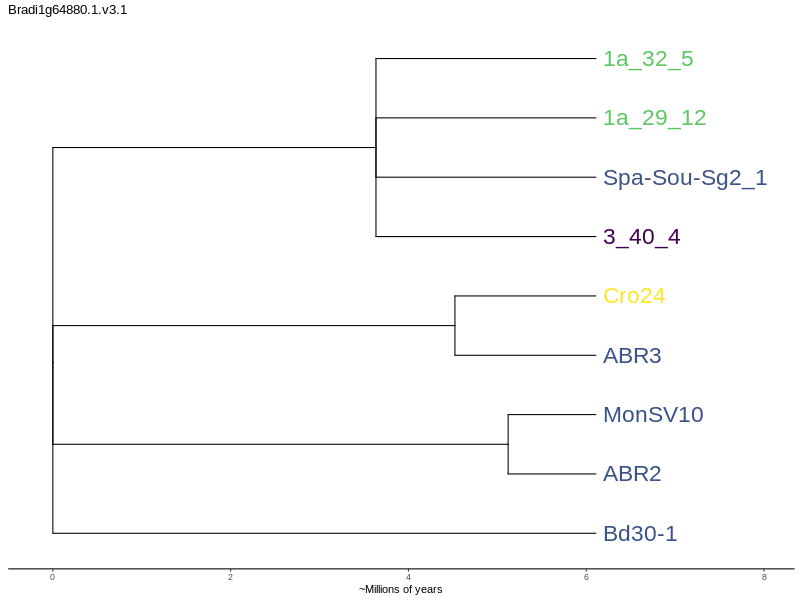 Bradi1g64880.1.v3.1
1a_32_5
1a_29_12
Spa-Sou-Sg2_1
3_40_4
Cro24
ABR3
MonSV10
ABR2
Bd30-1
0 2 4 6 8
~Millions of years